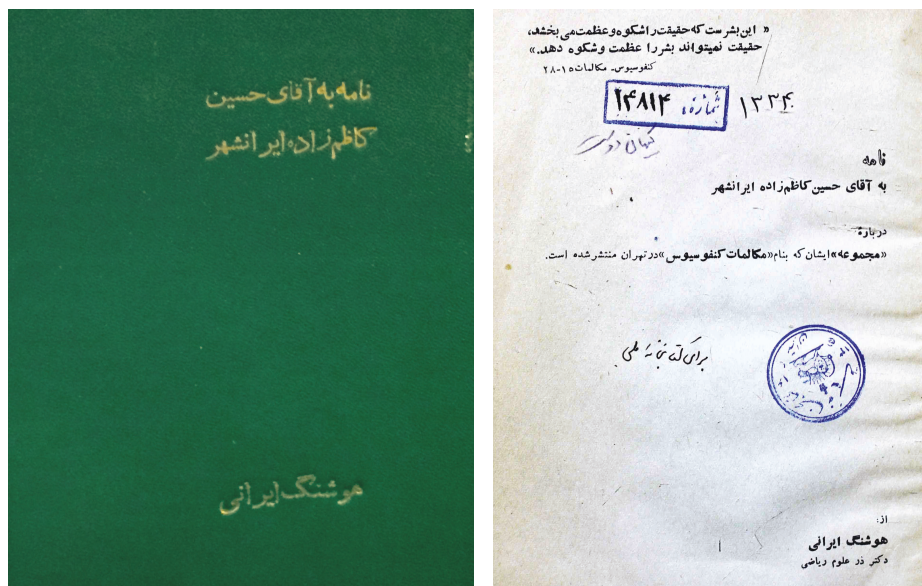 نامه به آقای حسین
کاظم زاده ایرانشهر
هوشنگ ایرانی
« این بشر ست که حقیقت را شکوه و عظمت می بخشد،
حقیقت نمیتواند بشر را عظمت و شکوه دهد.»
کنفوسیوس۔ مکالمات ۱۵-۲۸
شماره، ۱۴۸۱۴
۱۳۳۴
نامه
به آقای حسین کاظم زاده ایرانشهر
دربارهٔ
«مجموعه» ایشان که بنام «مکالمات کنفوسیوس» در تهران منتشر شده است.
برای کتابخانهٔ ملی
از:
هوشنگ ایرانی
دکتر در علوم ریاضی